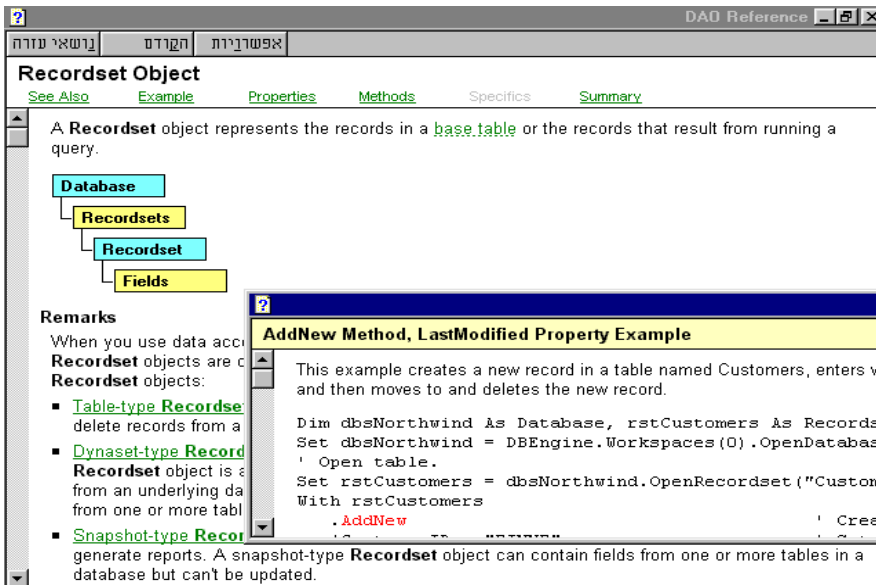 DAO Reference
נושאי עזרה הקודם אפשרויות
Recordset Object
See Also Example Properties Methods Specifics Summary
A Recordset object represents the records in a base table or the records that result from running a
query.
Database
Recordsets
Recordset
Fields
Remarks
When you use data acc
Recordset objects are
Recordset objects:
Table-type Recordse
delete records from a
Dynaset-type Record
Recordset object is a
from an underlying da
from one or more tabl
Snapshot-type Recor
generate reports. A snapshot-type Recordset object can contain fields from one or more tables in a
database but can't be updated.
AddNew Method, LastModified Property Example
This example creates a new record in a table named Customers, enters v
and then moves to and deletes the new record.
Dim dbsNorthwind As Database, rstCustomers As Records
Set dbsNorthwind = DBEngine.Workspaces(0).OpenDatabas
' Open table.
Set rstCustomers = dbsNorthwind.OpenRecordset("Custom
With rstCustomers
.AddNew ' Crea